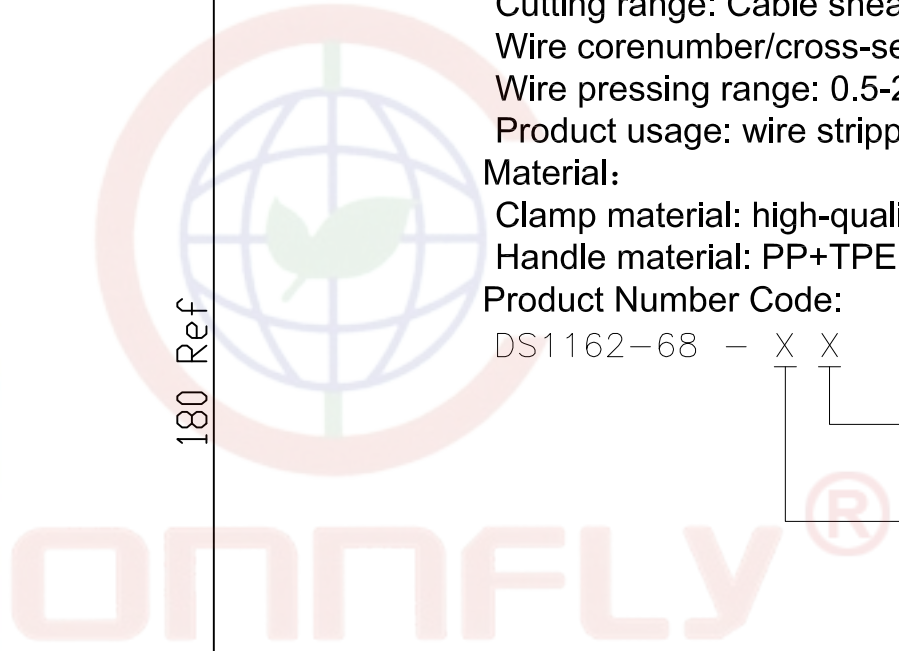 Cutting range: Cable
Wire corenumber/cross-se
Wire pressing range: 0.5-2
Product usage: wire stripp
Material：
Clamp material: high-quali
Handle material: PP+TPE
Product Number Code:
DS1162-68 - X X
180 Ref
ONNFLY®